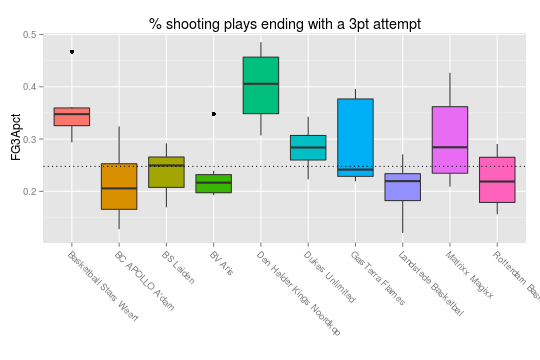 % shooting plays ending with a 3pt attempt
FG3Apct
0.5
0.4
0.3
0.2
Basketball Stars Weert
BC APOLLO A'dam
BS Leiden
BV Aris
Den Helder Kings Noordkop
Dukes Unlimited
GasTerra Flames
Landstede Basketbal
Matrixx Magixx
Rotterdam Bas